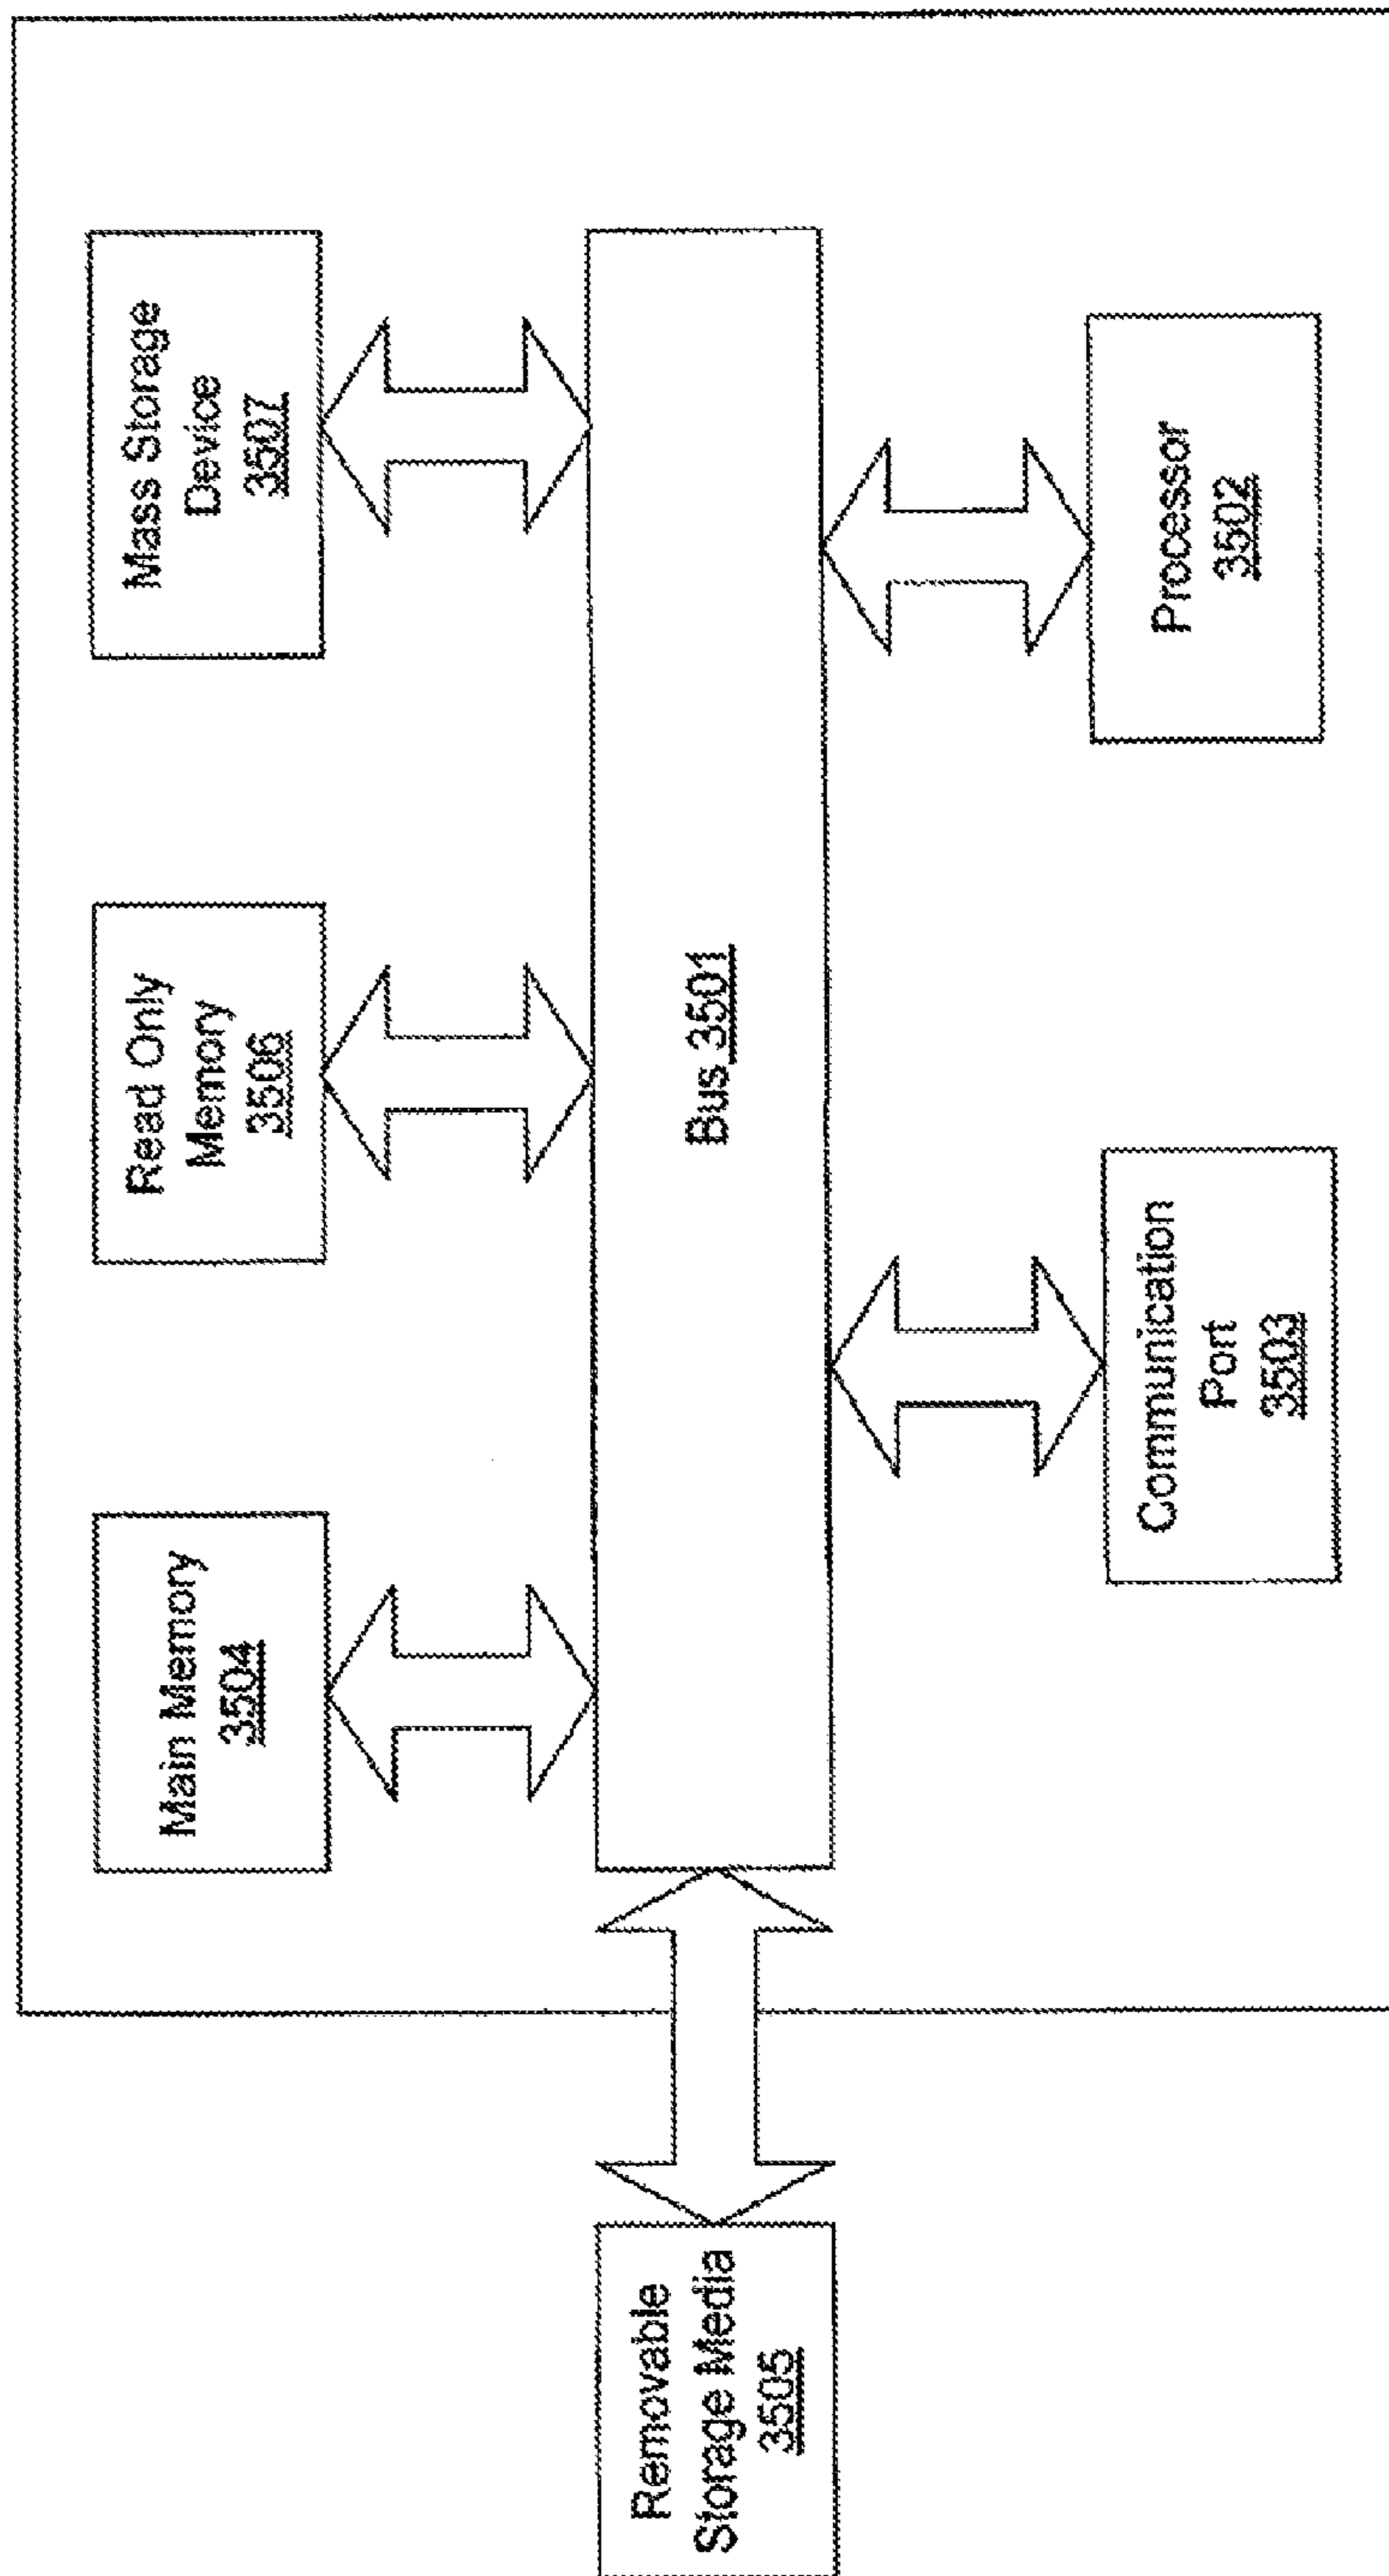 Main Memory
3504
Read Only
Memory
3506
Mass Storage
Device
3507
Removable
Storage Media
3505
Bus 3501
Communication
Port
3503
Processor
3502